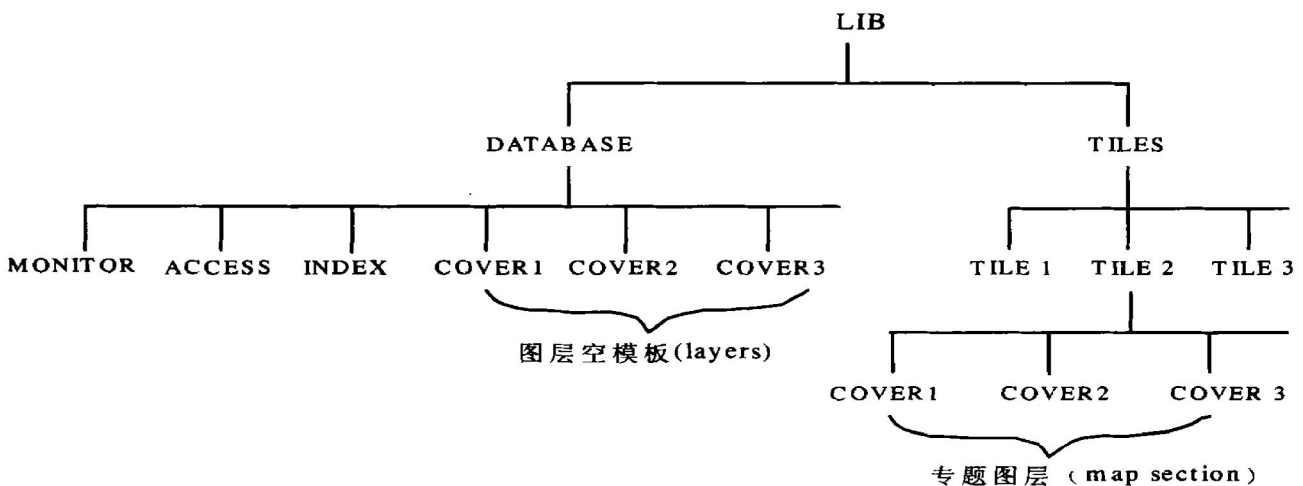 LIB
DATABASE TILES
MONITOR ACCESS INDEX COVER1 COVER2 COVER3 TILE 1 TILE 2 TILE 3
图层空模板(layers)
COVER1 COVER2 COVER 3
专题图层 (map section)